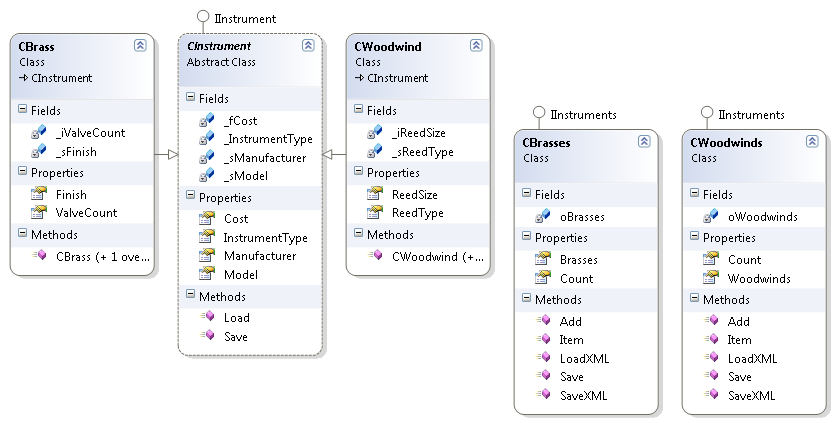 IInstrument
CBrass
Class
CInstrument
Fields
_iValveCount
_sFinish
Properties
Finish
ValveCount
Methods
CBrass (+ 1 ove...
CInstrument
Abstract Class
Fields
_fCost
_InstrumentType
_sManufacturer
_sModel
Properties
Cost
InstrumentType
Manufacturer
Model
Methods
Load
Save
CWoodwind
Class
CInstrument
Fields
_iReedSize
_sReedType
Properties
ReedSize
ReedType
Methods
CWoodwind (+...
IInstruments
CBrasses
Class
Fields
oBrasses
Properties
Brasses
Count
Methods
Add
Item
LoadXML
Save
SaveXML
IInstruments
CWoodwinds
Class
Fields
oWoodwinds
Properties
Count
Woodwinds
Methods
Add
Item
LoadXML
Save
SaveXML